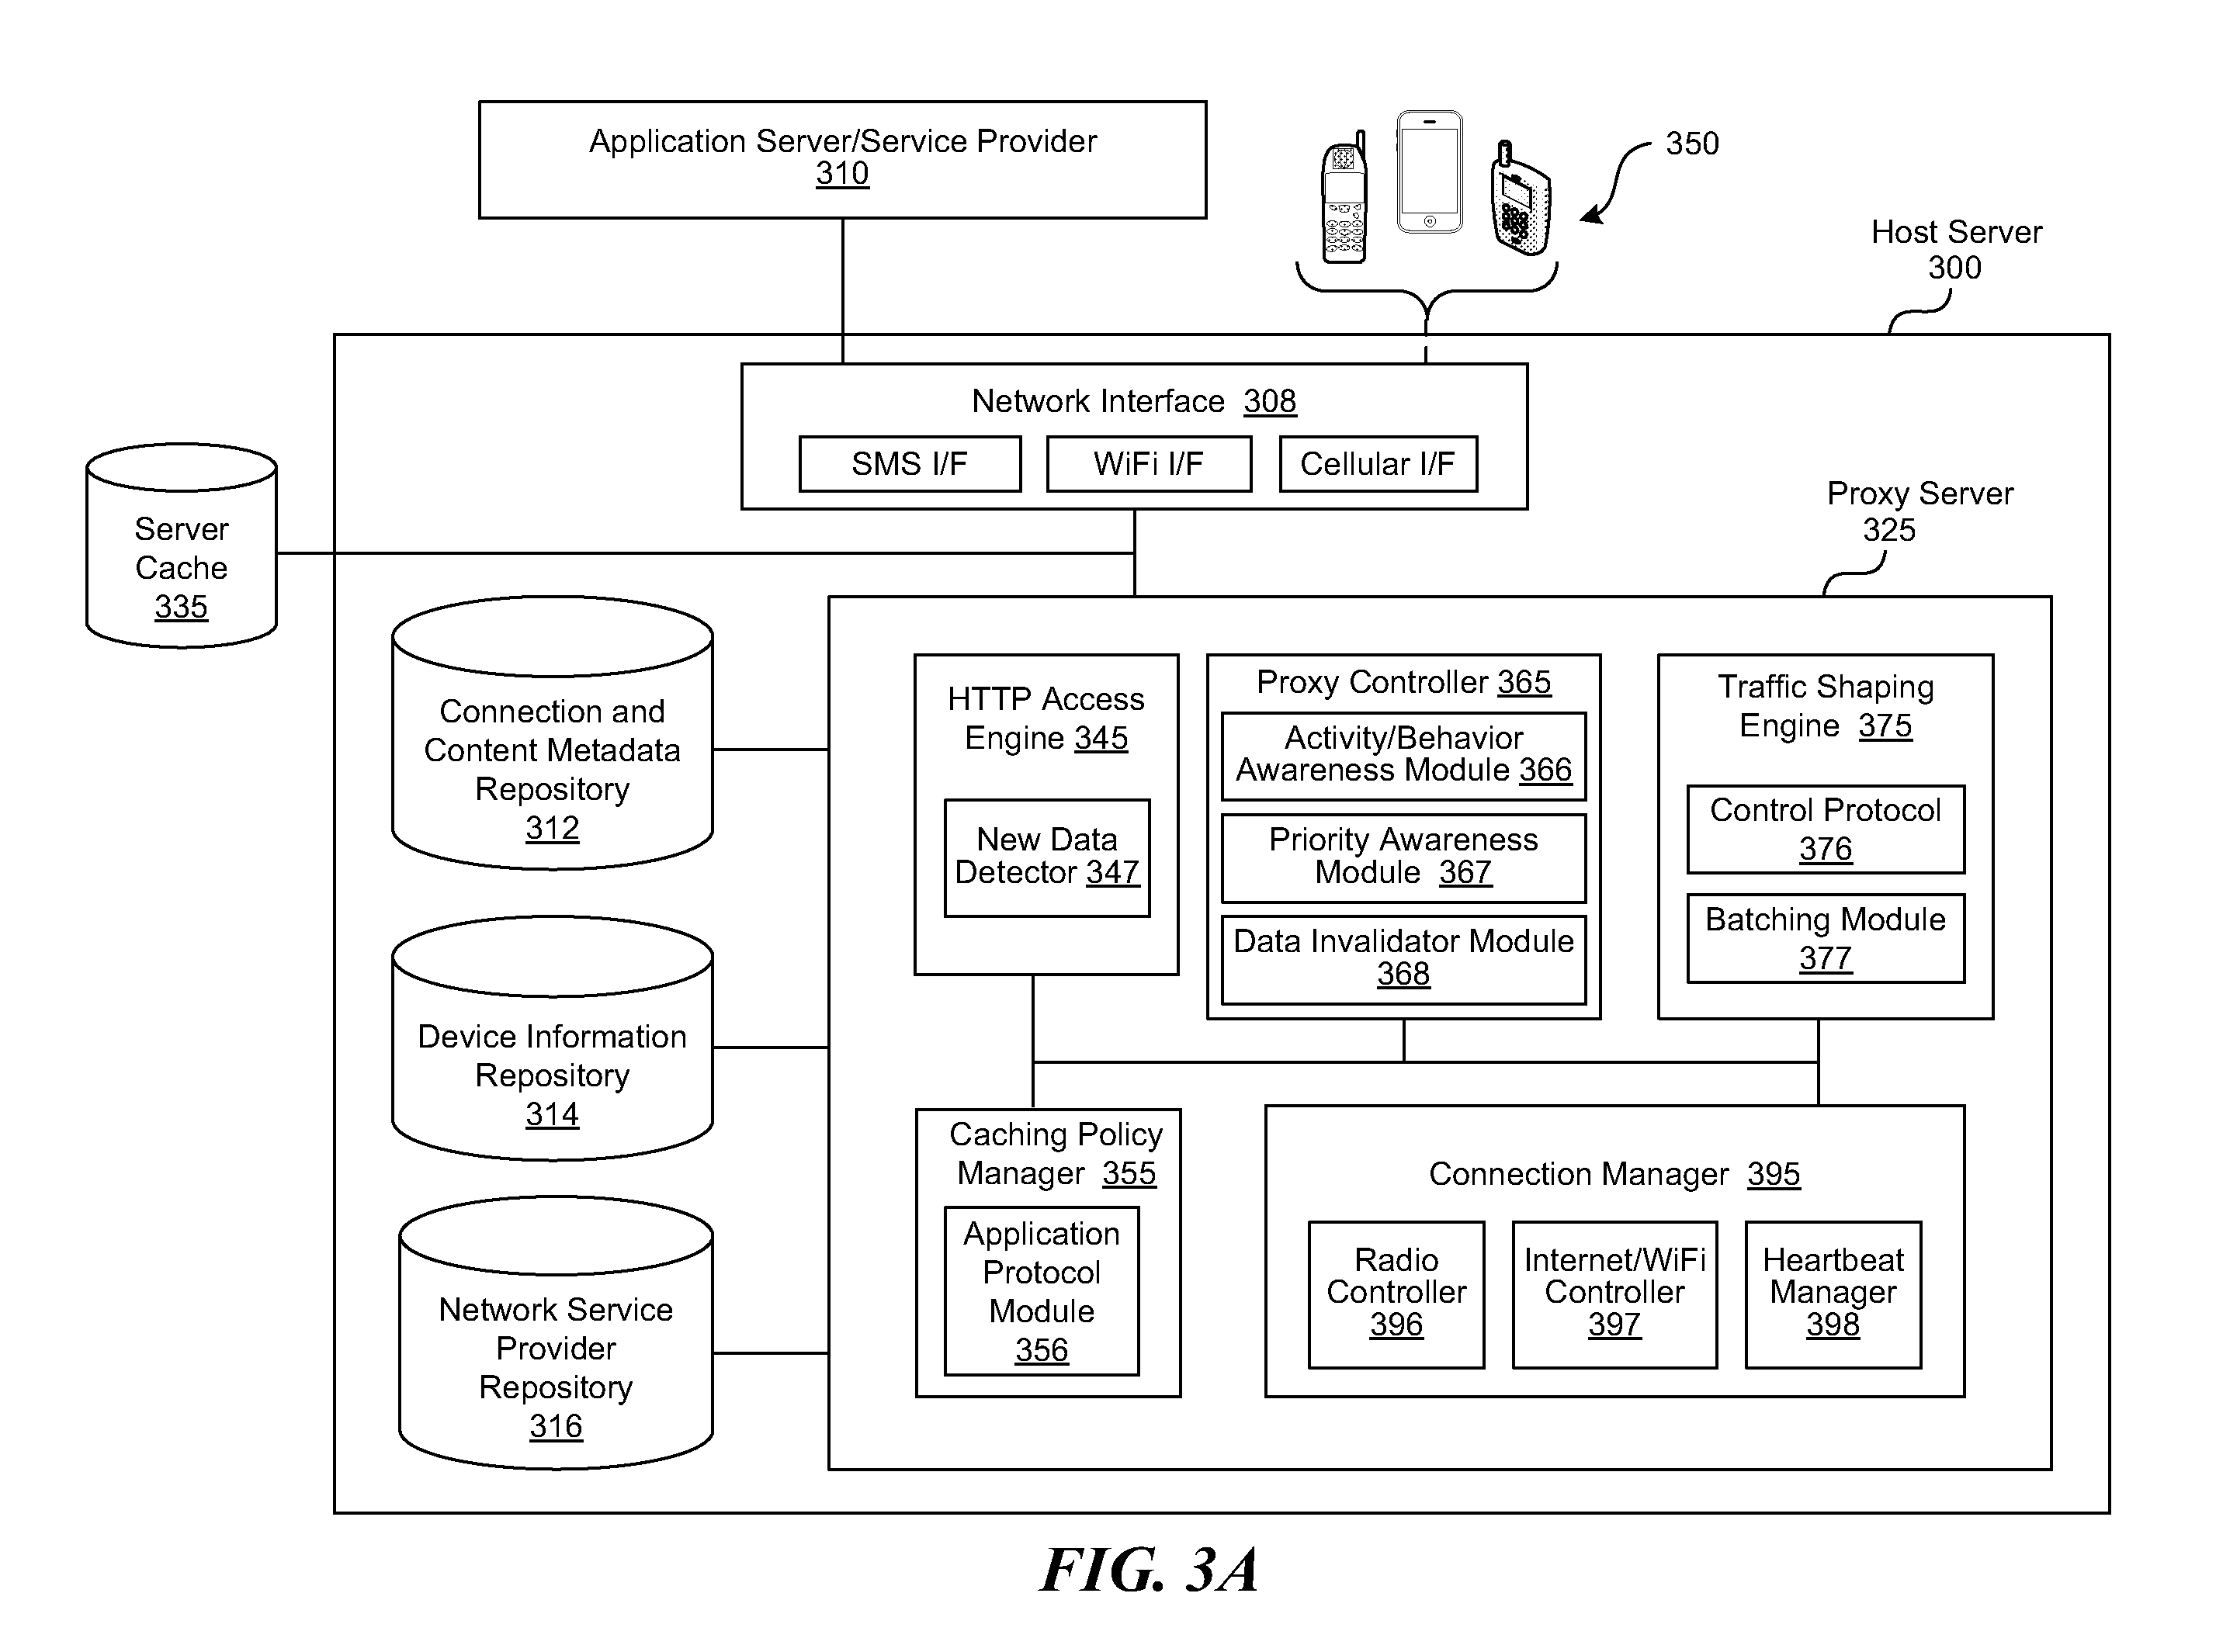 Application Server/Service Provider
310
350
Host Server
300
Network Interface 308
SMS I/F
WiFi I/F
Cellular I/F
Server
Cache
335
Proxy Server
325
Connection and
Content Metadata
Repository
312
Device Information
Repository
314
Network Service
Provider
Repository
316
HTTP Access
Engine 345
New Data
Detector 347
Proxy Controller 365
Activity/Behavior
Awareness Module 366
Priority Awareness
Module 367
Data Invalidator Module
368
Traffic Shaping
Engine 375
Control Protocol
376
Batching Module
377
Caching Policy
Manager 355
Application
Protocol
Module
356
Connection Manager 395
Radio
Controller
396
Internet/WiFi
Controller
397
Heartbeat
Manager
398
FIG. 3A